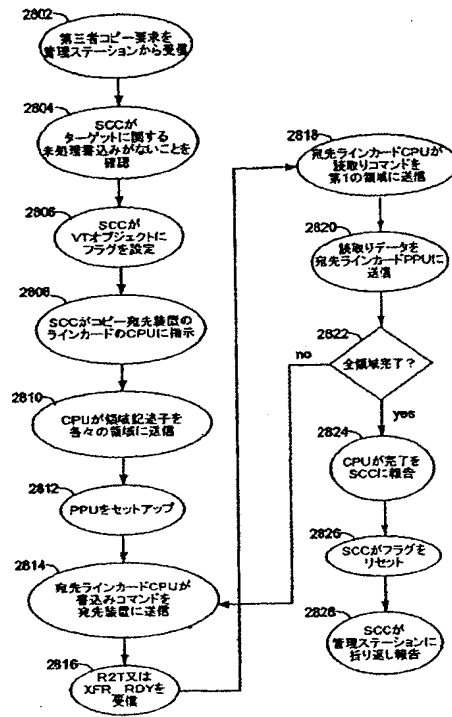 2802
第三者コピー要求を
管理ステーションから受信
2804
SCCが
ターゲットに関する
未処理書込みがないことを
確認
2806
SCCが
VTオブジェクトに
フラグを設定
2808
SCCがコピー宛先装置の
ラインカードのCPUに指示
2810
CPUが領域記述子を
各々の領域に送信
2812
PPUをセットアップ
2814
宛先ラインカードCPUが
書込みコマンドを
宛先装置に送信
2816
R2T又は
XFR_RDYを
受信
2818
宛先ラインカードCPUが
読取りコマンドを
第1の領域に送信
2820
読取りデータを
宛先ラインカードPPUに
送信
2822
全領域完了?
no
yes
2824
CPUが完了を
SCCに報告
2826
SCCがフラグを
リセット
2828
SCCが
管理ステーションに
折り返し報告